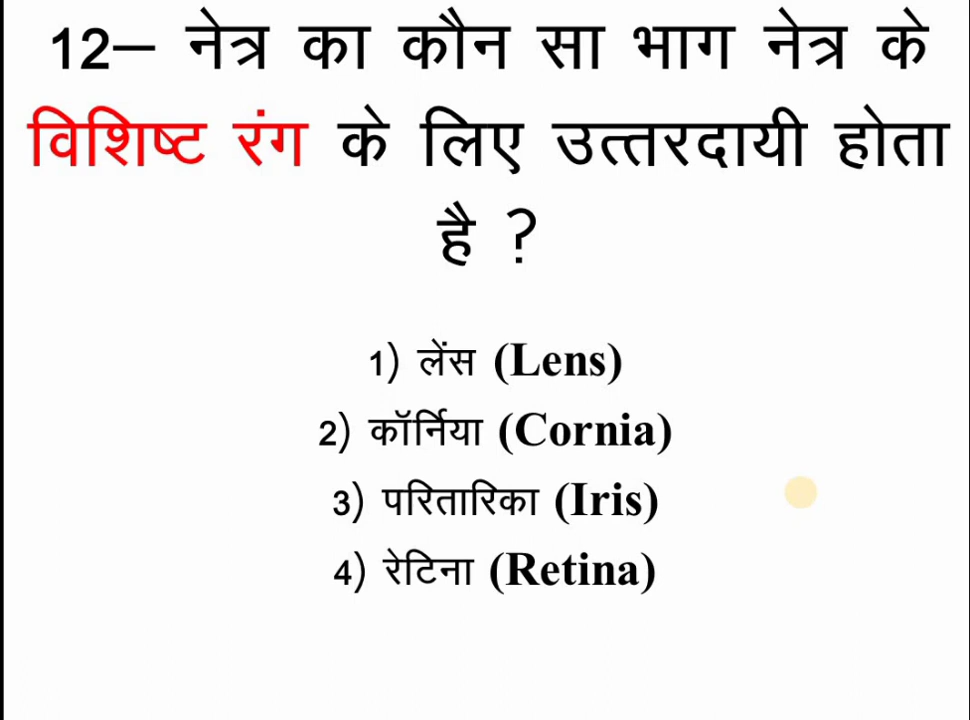 12– नेत्र का कौन सा भाग नेत्र के
विशिष्ट रंग के लिए उत्तरदायी होता
है ?
1) लेंस (Lens)
2) कॉर्निया (Cornia)
3) परितारिका (Iris)
4) रेटिना (Retina)